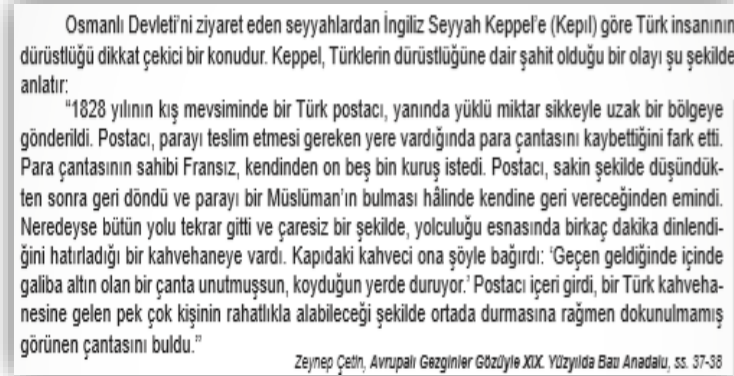 Osmanlı Devleti’ni ziyaret eden seyyahlardan İngiliz Seyyah Keppel’e (Kepıl) göre Türk insanının
dürüstlüğü dikkat çekici bir konudur. Keppel, Türklerin dürüstlüğüne dair şahit olduğu bir olayı şu şekilde
anlatır:
“1828 yılının kış mevsiminde bir Türk postacı, yanında yüklü miktar sikkeyle uzak bir bölgeye
gönderildi. Postacı, parayı teslim etmesi gereken yere vardığında para çantasını kaybettiğini fark etti.
Para çantasının sahibi Fransız, kendinden on beş bin kuruş istedi. Postacı, sakin şekilde düşündük-
ten sonra geri döndü ve parayı bir Müslüman’ın bulması hâlinde kendine geri vereceğinden emindi.
Neredeyse bütün yolu tekrar gitti ve çaresiz bir şekilde, yolculuğu esnasında birkaç dakika dinlendi-
ğini hatırladığı bir kahvehaneye vardı. Kapıdaki kahveci ona şöyle bağırdı: ‘Geçen geldiğinde içinde
galiba altın olan bir çanta unutmuşsun, koyduğun yerde duruyor.’ Postacı içeri girdi, bir Türk kahveha-
nesine gelen pek çok kişinin rahatlıkla alabileceği şekilde ortada durmasına rağmen dokunulmamış
görünen çantasını buldu.”
Zeynep Çetin, Avrupalı Gezginler Gözüyle XIX. Yüzyılda Batı Anadolu, ss. 37-38